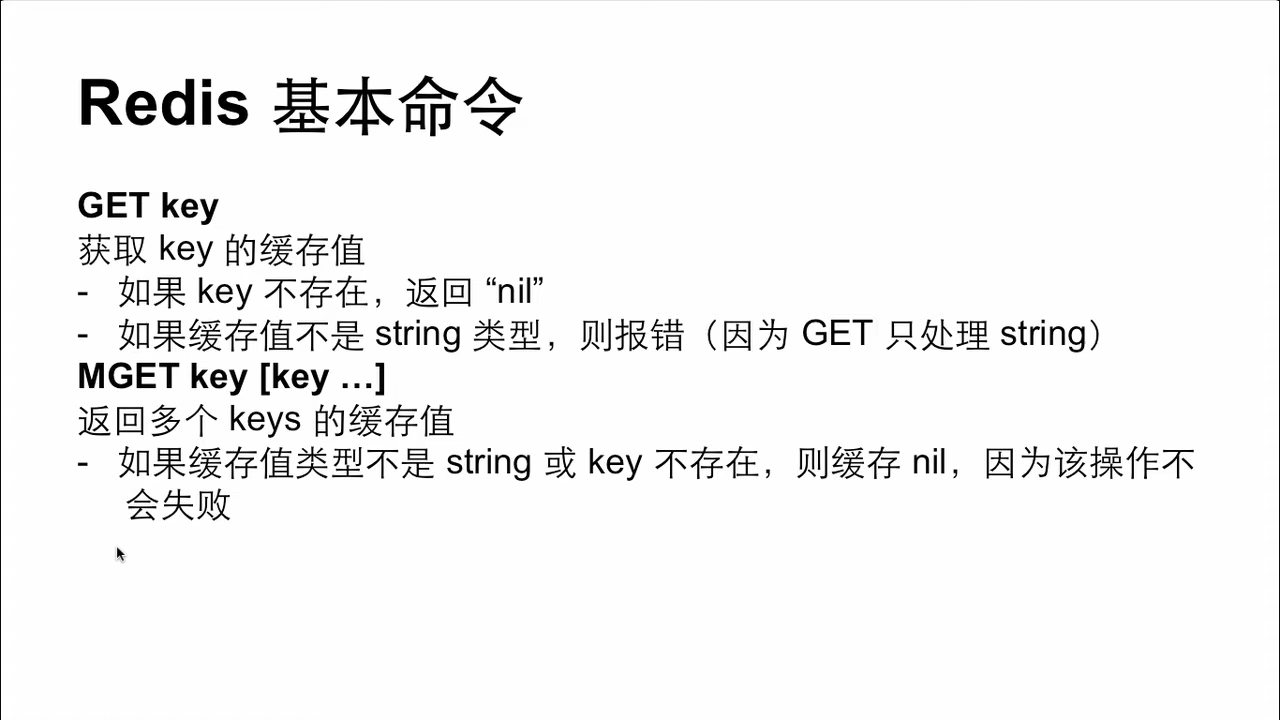 Redis 基本命令
GET key
获取 key 的缓存值
- 如果 key 不存在，返回 “nil”
- 如果缓存值不是 string 类型，则报错（因为 GET 只处理 string）
MGET key [key …]
返回多个 keys 的缓存值
- 如果缓存值类型不是 string 或 key 不存在，则缓存 nil，因为该操作不
会失败